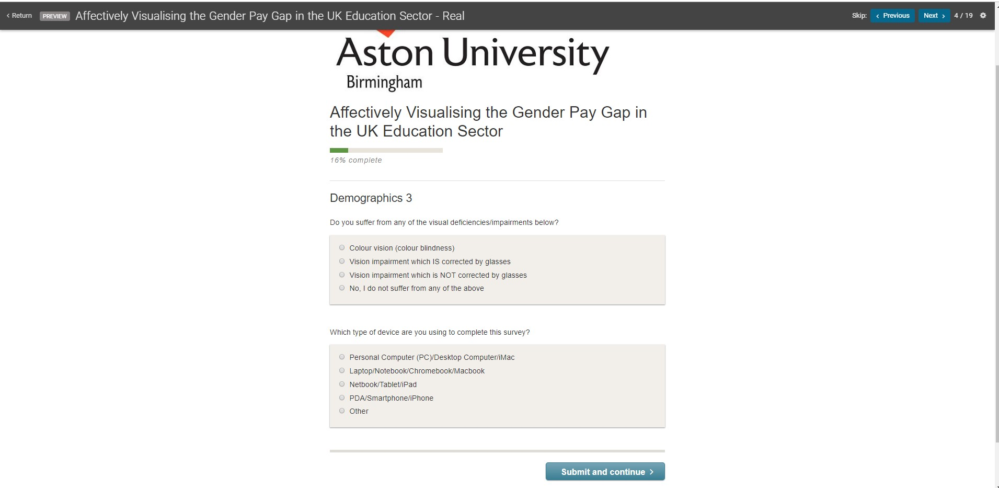 Return PREVIEW Affectively Visualising the Gender Pay Gap in the UK Education Sector - Real Skip: Previous Next 4 / 19
Aston University
Birmingham
Affectively Visualising the Gender Pay Gap in
the UK Education Sector
16% complete
Demographics 3
Do you suffer from any of the visual deficiencies/impairments below?
Colour vision (colour blindness)
Vision impairment which IS corrected by glasses
Vision impairment which is NOT corrected by glasses
No, I do not suffer from any of the above
Which type of device are you using to complete this survey?
Personal Computer (PC)/Desktop Computer/iMac
Laptop/Notebook/Chromebook/Macbook
Netbook/Tablet/iPad
PDA/Smartphone/iPhone
Other
Submit and continue